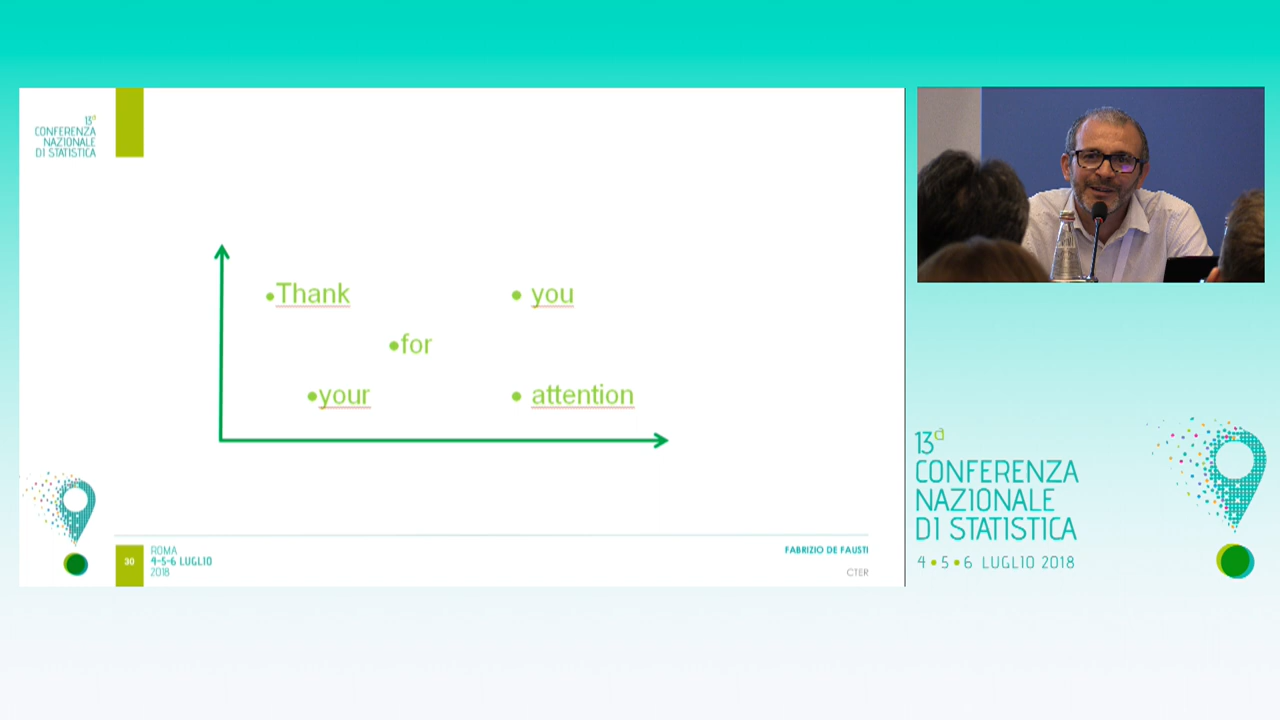 13ª
CONFERENZA
NAZIONALE
DI STATISTICA
•Thank • you
•for
•your • attention
30
ROMA
4-5-6 LUGLIO
2018
FABRIZIO DE FAUSTI
CTER
13ª
CONFERENZA
NAZIONALE
DI STATISTICA
4•5•6 LUGLIO 2018